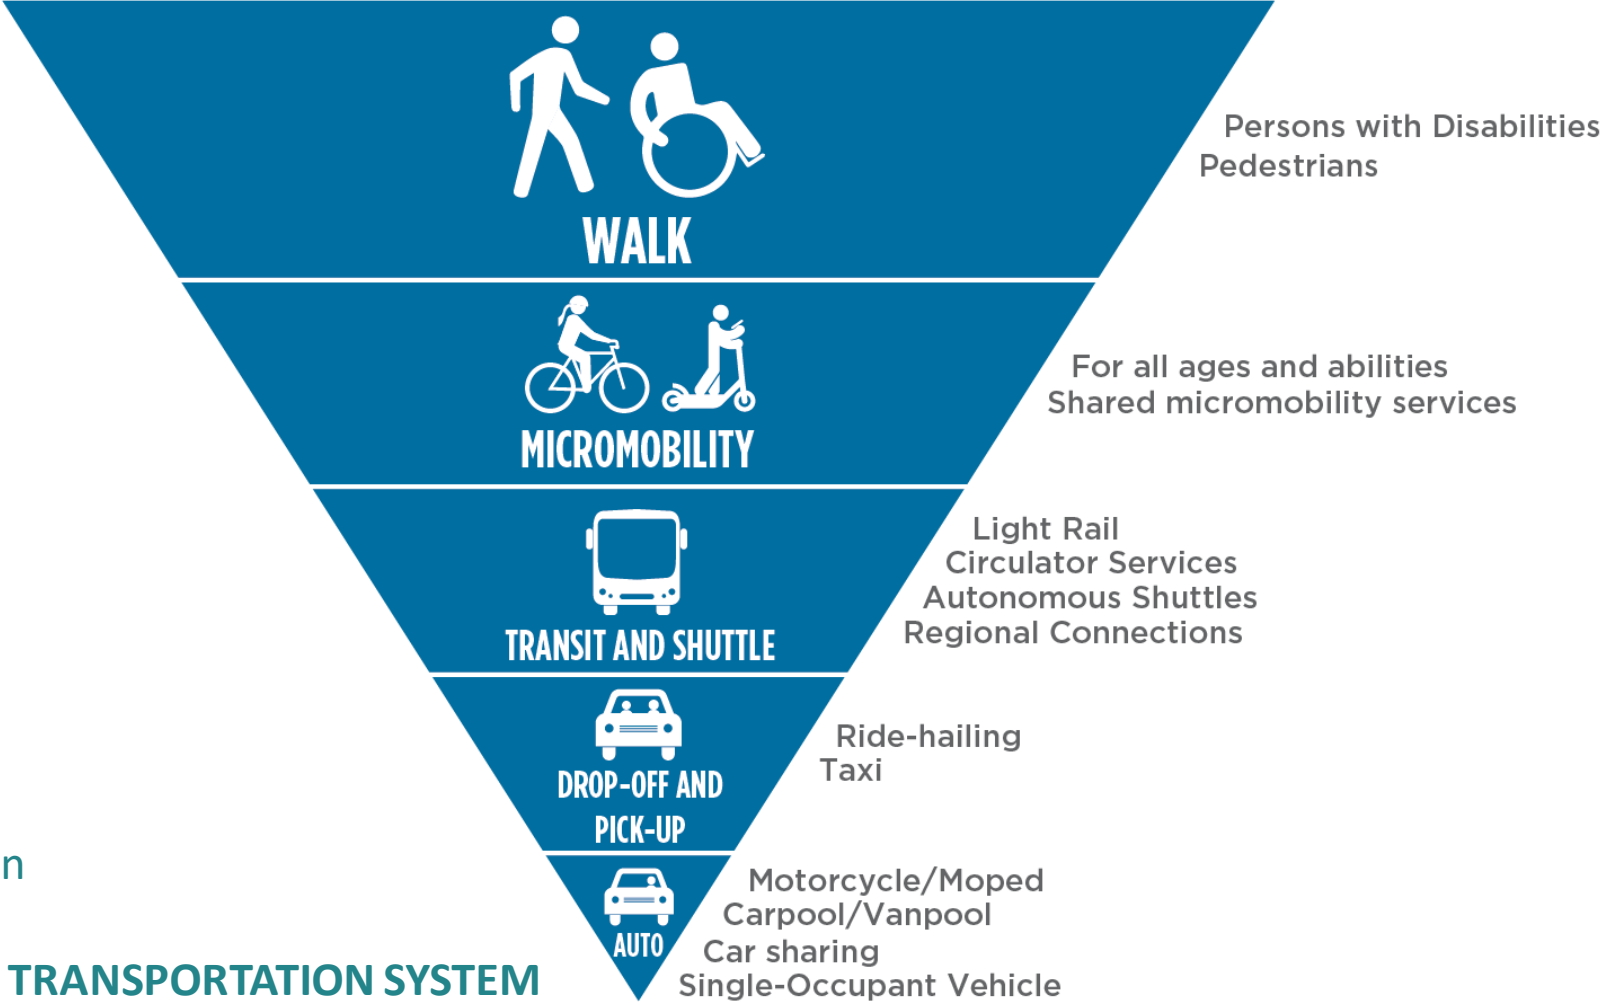 Persons with Disabilities
Pedestrians
WALK
For all ages and abilities
Shared micromobility services
MICROMOBILITY
Light Rail
Circulator Services
Autonomous Shuttles
Regional Connections
TRANSIT AND SHUTTLE
Ride-hailing
Taxi
DROP-OFF AND
PICK-UP
n
Motorcycle/Moped
Carpool/Vanpool
AUTO
Car sharing
Single-Occupant Vehicle
TRANSPORTATION SYSTEM